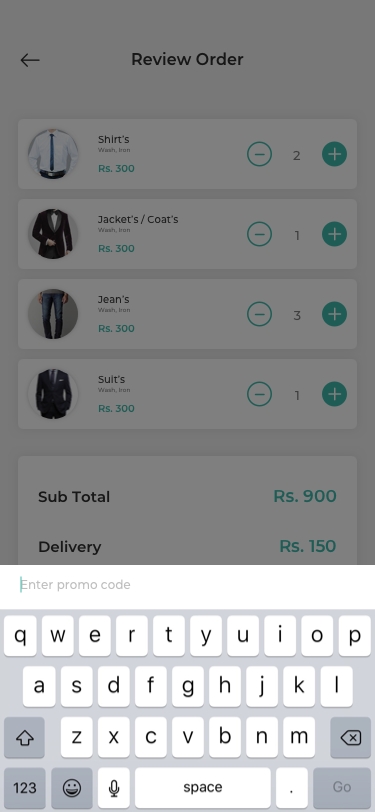 Review Order
Shirt's
Wash, Iron
Rs. 300
2
Jacket's / Coat's
Wash, Iron
Rs. 300
1
Jean's
Wash, Iron
Rs. 300
3
Suit's
Wash, Iron
Rs. 300
1
Sub Total Rs. 900
Delivery Rs. 150
Enter promo code
q w e r t y u i o p
a s d f g h j k l
z x c v b n m
123 space . Go